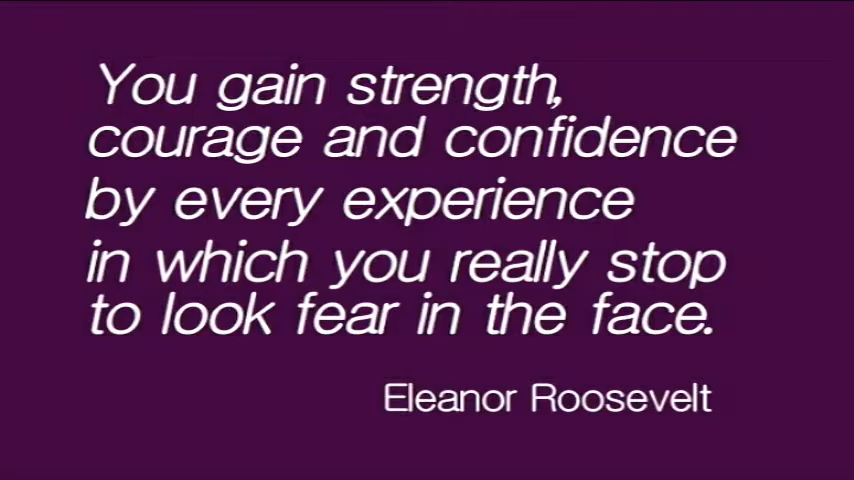 You gain strength,
courage and confidence
by every experience
in which you really stop
to look fear in the face.
Eleanor Roosevelt